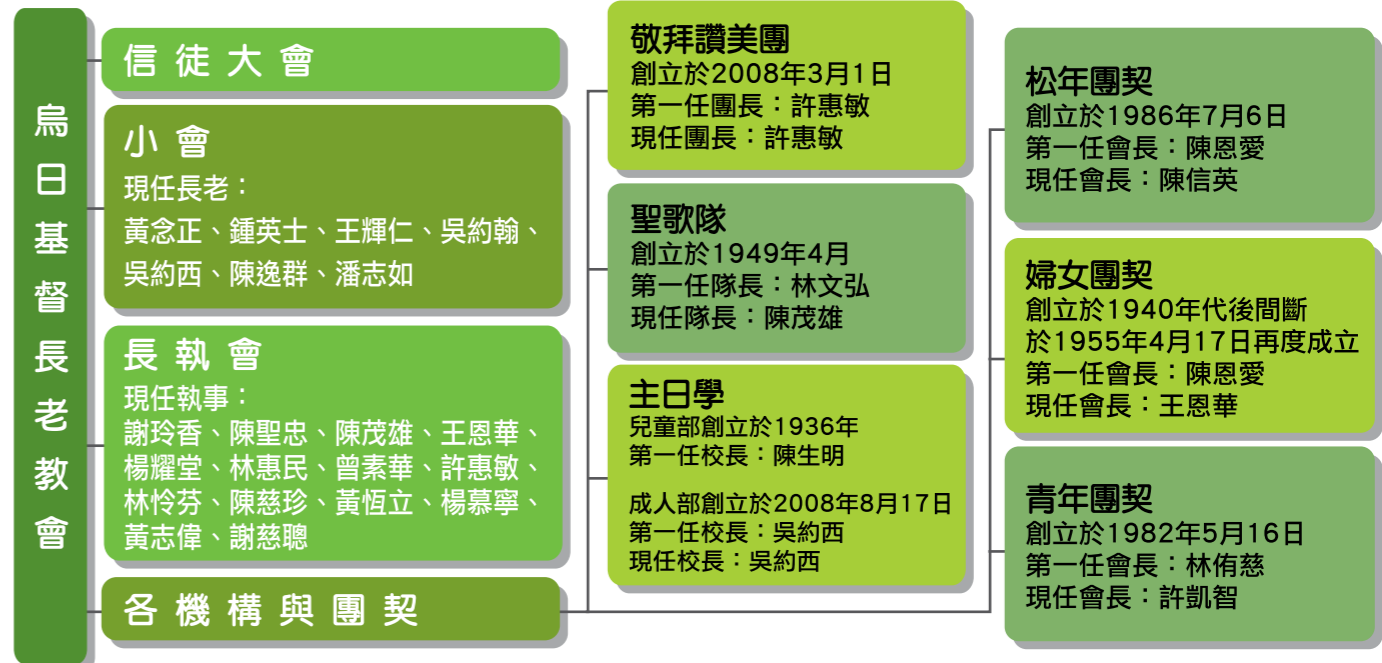 烏日基督長老教會
信徒大會
小會
現任長老：
黃念正、鍾英士、王輝仁、吳約翰、
吳約西、陳逸群、潘志如
長執會
現任執事：
謝玲香、陳聖忠、陳茂雄、王恩華、
楊耀堂、林惠民、曾素華、許惠敏、
林怜芬、陳慈珍、黃恆立、楊慕寧、
黃志偉、謝慈聰
各機構與團契
敬拜讚美團
創立於2008年3月1日
第一任團長：許惠敏
現任團長：許惠敏
聖歌隊
創立於1949年4月
第一任隊長：林文弘
現任隊長：陳茂雄
主日學
兒童部創立於1936年
第一任校長：陳生明
成人部創立於2008年8月17日
第一任校長：吳約西
現任校長：吳約西
松年團契
創立於1986年7月6日
第一任會長：陳恩愛
現任會長：陳信英
婦女團契
創立於1940年代後間斷
於1955年4月17日再度成立
第一任會長：陳恩愛
現任會長：王恩華
青年團契
創立於1982年5月16日
第一任會長：林侑慈
現任會長：許凱智